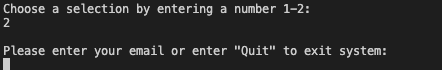 Choose a selection by entering a number 1-2:
2
Please enter your email or enter "Quit" to exit system: